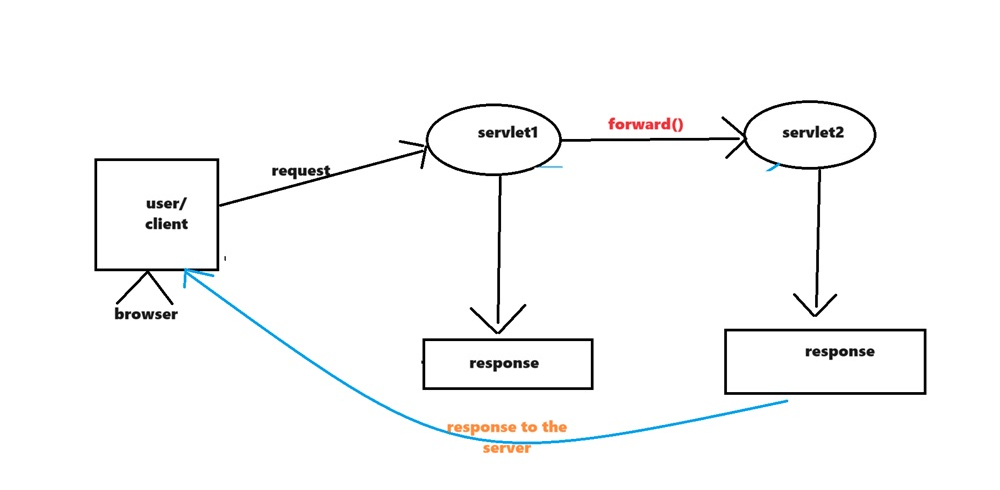 servlet1
forward()
servlet2
request
user/
client
browser
response
response
response to the
server